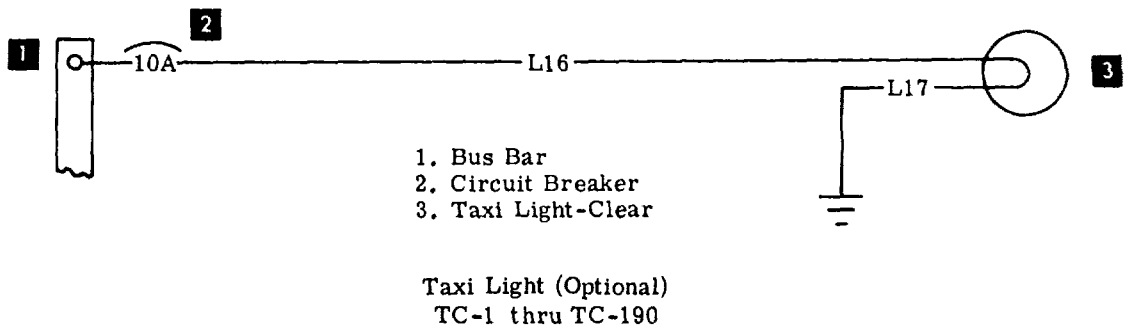 2
1
10A
L16
3
L17
1. Bus Bar
2. Circuit Breaker
3. Taxi Light-Clear
Taxi Light (Optional)
TC-1 thru TC-190